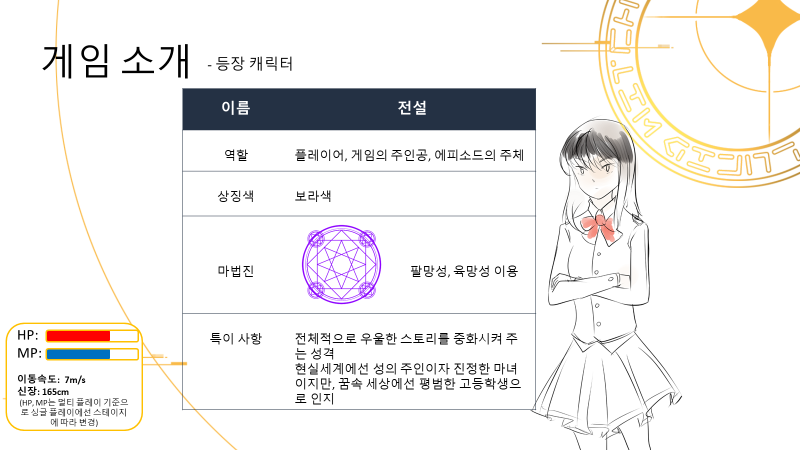 게임 소개 - 등장 캐릭터
이름 전설
역할 플레이어, 게임의 주인공, 에피소드의 주체
상징색 보라색
마법진 팔망성, 육망성 이용
특이 사항 전체적으로 우울한 스토리를 중화시켜 주
는 성격
현실세계에선 성의 주인이자 진정한 마녀
이지만, 꿈속 세상에선 평범한 고등학생으
로 인지
HP:
MP:
이동속도: 7m/s
신장: 165cm
(HP, MP는 멀티 플레이 기준으
로 싱글 플레이에선 스테이지
에 따라 변경)